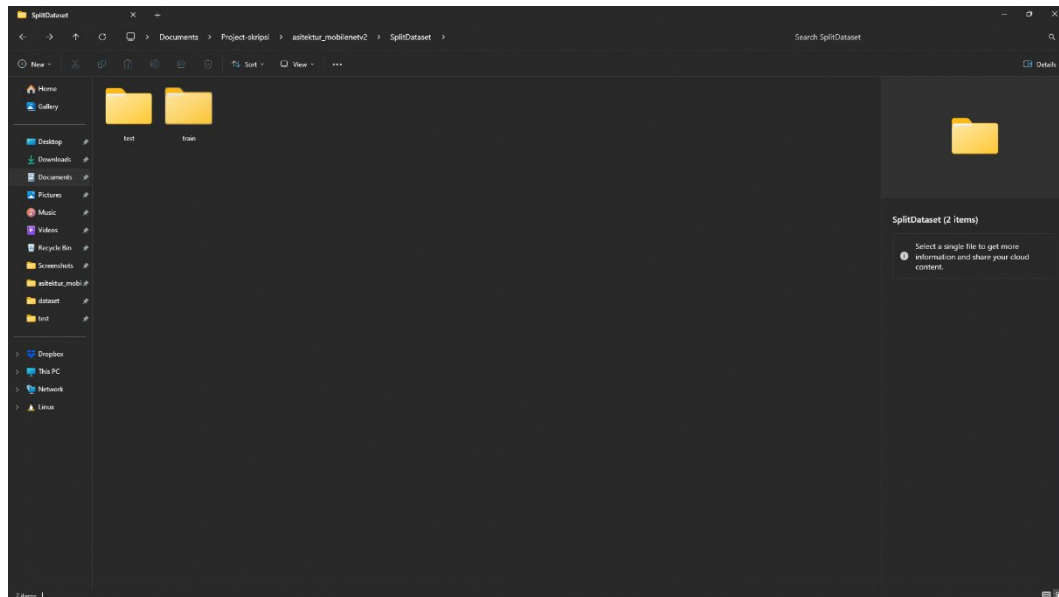 SplitDataset
Documents > Project-skripsi > asitektur_mobilenetv2 > SplitDataset >
Search SplitDataset
New
Sort
View
Details
Home
Gallery
Desktop
Downloads
Documents
Pictures
Music
Videos
Recycle Bin
Screenshots
asitektur_mobi
dataset
test
Dropbox
This PC
Network
Linux
test
train
SplitDataset (2 items)
Select a single file to get more
information and share your cloud
content.
2 items